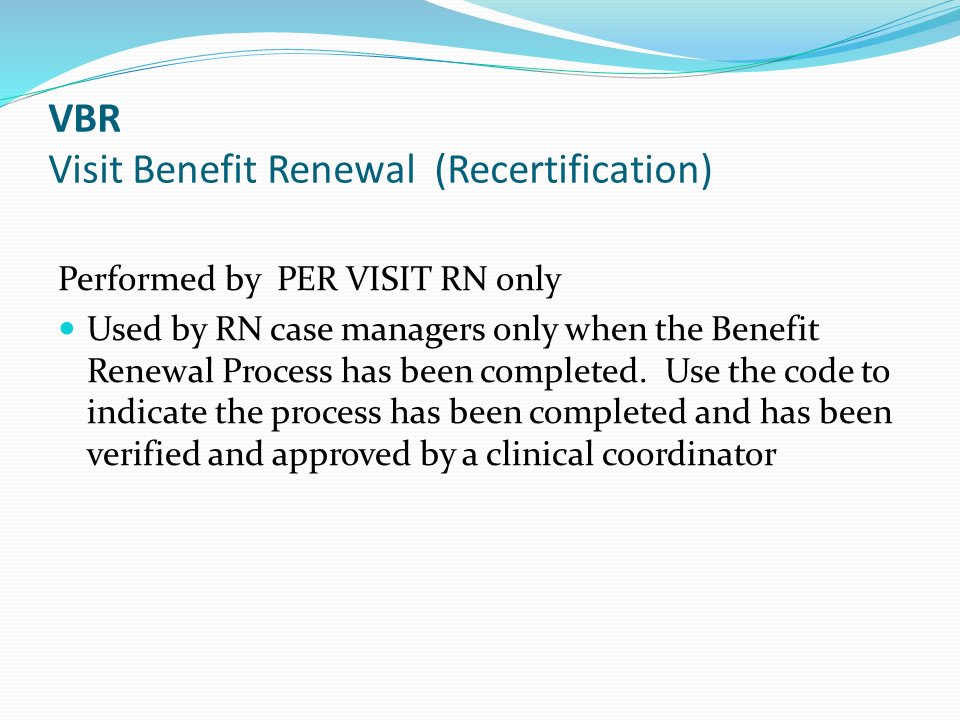 VBR
Visit Benefit Renewal  (Recertification)
Performed by  PER VISIT RN only
Used by RN case managers only when the Benefit
Renewal Process has been completed.  Use the code to
indicate the process has been completed and has been
verified and approved by a clinical coordinator